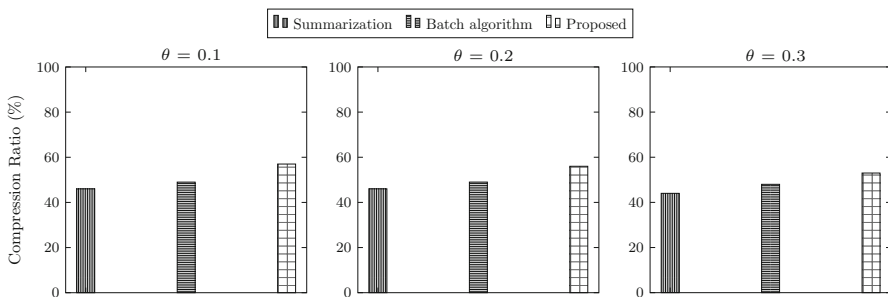 Summarization Batch algorithm Proposed
θ = 0.1 θ = 0.2 θ = 0.3
Compression Ratio (%)
100 100 100
80 80 80
60 60 60
40 40 40
20 20 20
0 0 0